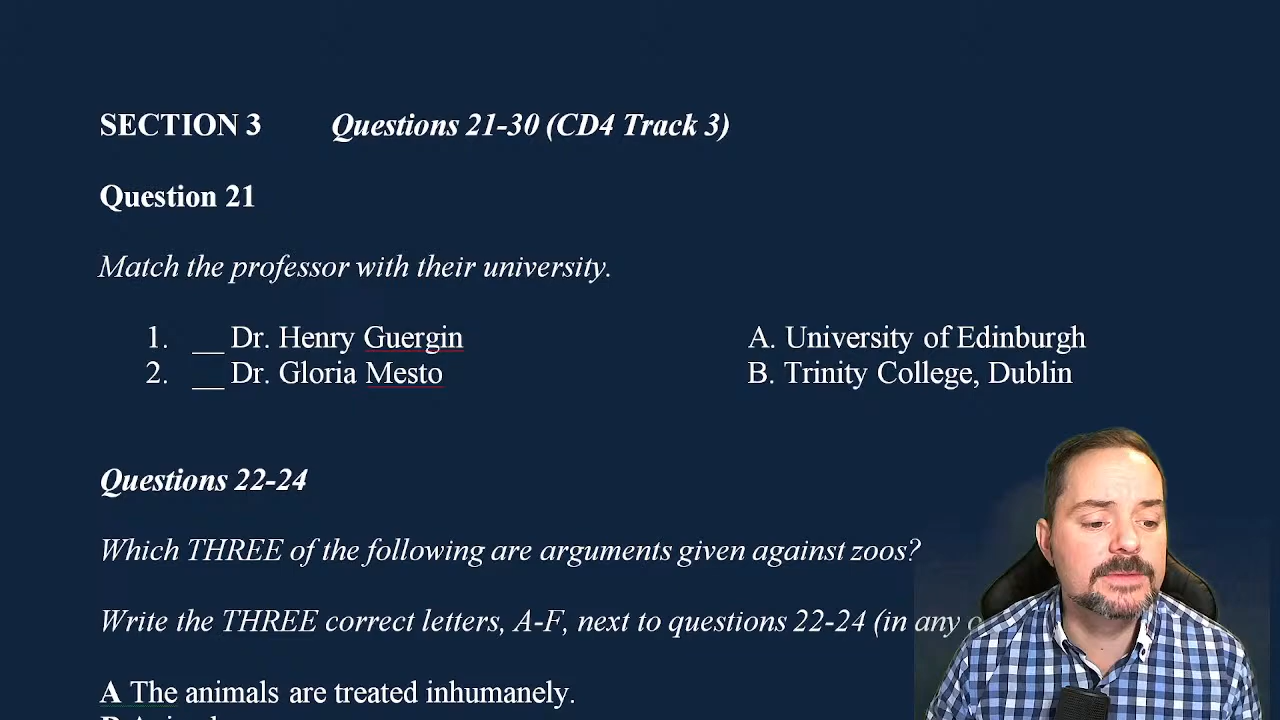 SECTION 3 Questions 21-30 (CD4 Track 3)
Question 21
Match the professor with their university.
1. __ Dr. Henry Guergin A. University of Edinburgh
2. __ Dr. Gloria Mesto B. Trinity College, Dublin
Questions 22-24
Which THREE of the following are arguments given against zoos?
Write the THREE correct letters, A-F, next to questions 22-24 (in any
A The animals are treated inhumanely.